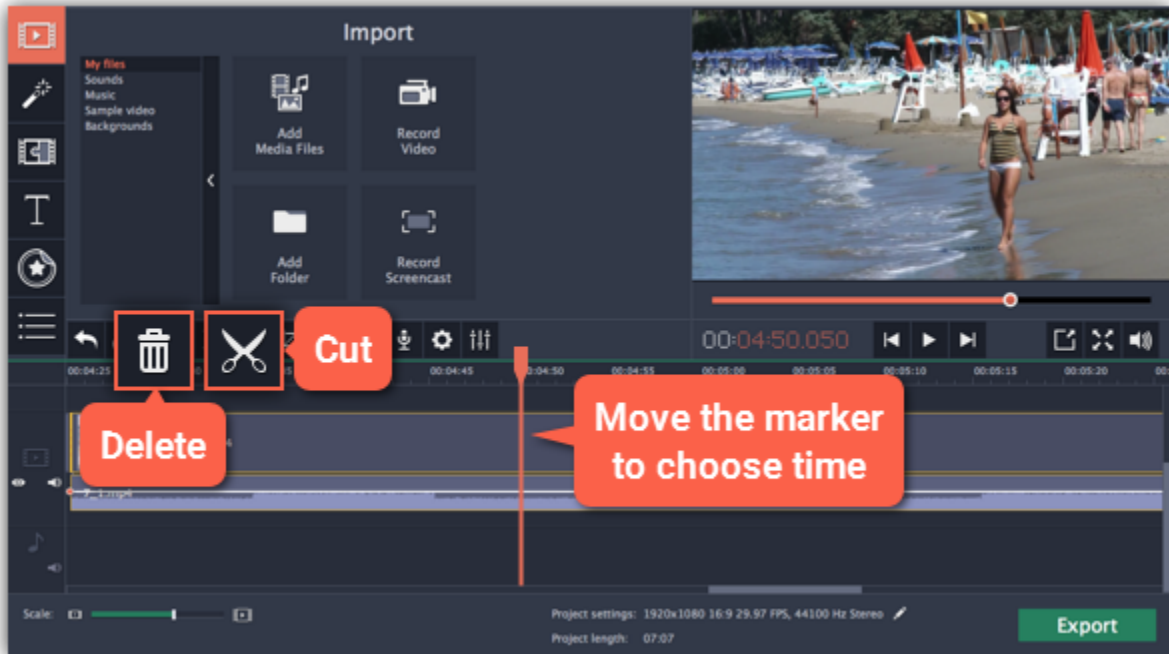 Import
My files
Sounds
Music
Sample video
Backgrounds
Add
Media Files
Record
Video
Add
Folder
Record
Screencast
T
Cut
00:04:50.050
00:04:25
00:04:45
:04:50
00:04:55
00:05:00
00:05:05
00:05:10
00:05:15
00:05:20
00:
Delete
Move the marker
to choose time
7_1.mp4
Scale:
Project settings: 1920x1080 16:9 29.97 FPS, 44100 Hz Stereo
Project length: 07:07
Export